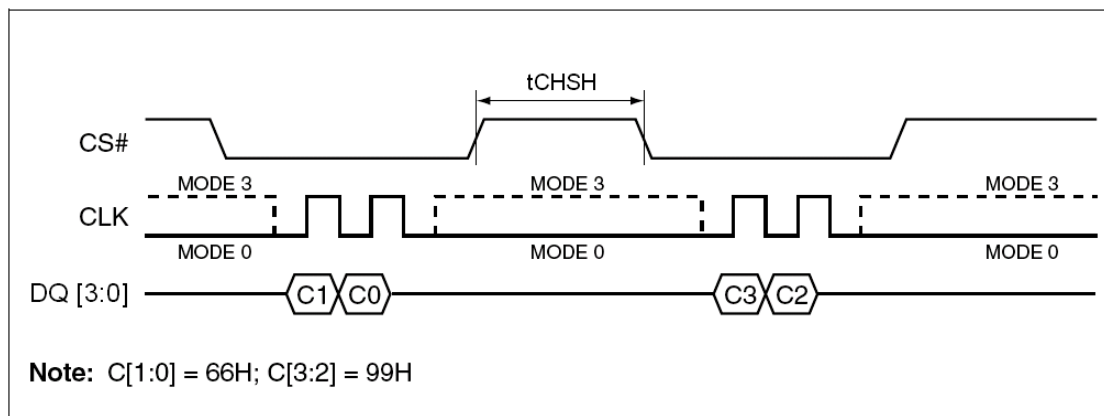 tCHSH
CS#
MODE 3 MODE 3 MODE 3
CLK
MODE 0 MODE 0 MODE 0
DQ [3:0] C1 C0 C3 C2
Note: C[1:0] = 66H; C[3:2] = 99H